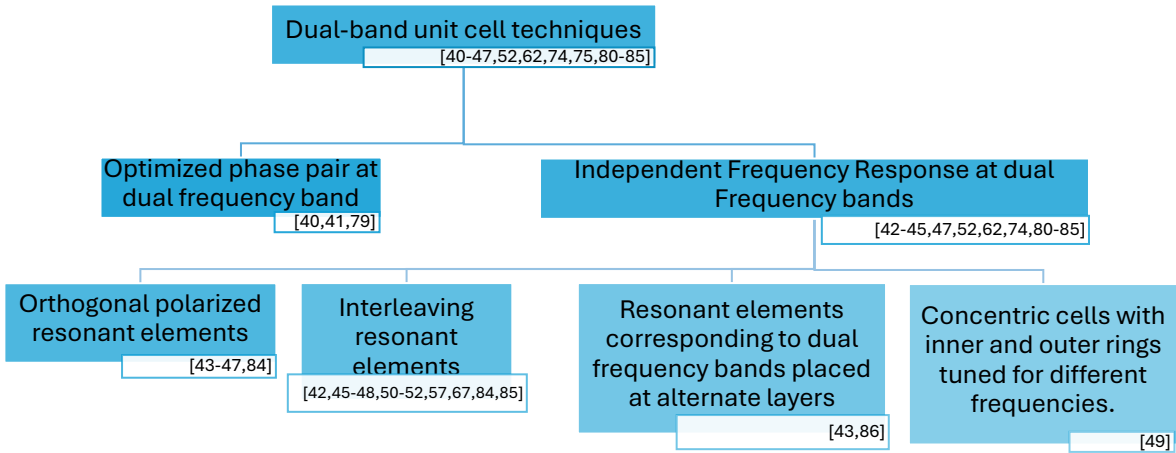 Dual-band unit cell techniques
[40-47,52,62,74,75,80-85]
Optimized phase pair at
dual frequency band
[40,41,79]
Independent Frequency Response at dual
Frequency bands
[42-45,47,52,62,74,80-85]
Orthogonal polarized
resonant elements
[43-47,84]
Interleaving
resonant
elements
[42,45-48,50-52,57,67,84,85]
Resonant elements
corresponding to dual
frequency bands placed
at alternate layers
[43,86]
Concentric cells with
inner and outer rings
tuned for different
frequencies.
[49]